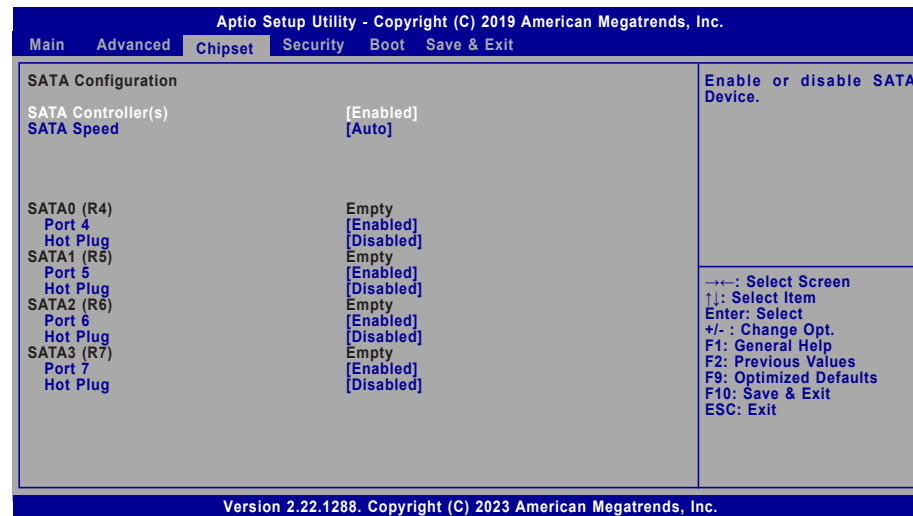 Aptio Setup Utility - Copyright (C) 2019 American Megatrends, Inc.
Main Advanced Chipset Security Boot Save & Exit
SATA Configuration
SATA Controller(s) [Enabled]
SATA Speed [Auto]
SATA0 (R4) Empty
Port 4 [Enabled]
Hot Plug [Disabled]
SATA1 (R5) Empty
Port 5 [Enabled]
Hot Plug [Disabled]
SATA2 (R6) Empty
Port 6 [Enabled]
Hot Plug [Disabled]
SATA3 (R7) Empty
Port 7 [Enabled]
Hot Plug [Disabled]
Enable or disable SATA
Device.
→←: Select Screen
↑↓: Select Item
Enter: Select
+/- : Change Opt.
F1: General Help
F2: Previous Values
F9: Optimized Defaults
F10: Save & Exit
ESC: Exit
Version 2.22.1288. Copyright (C) 2023 American Megatrends, Inc.